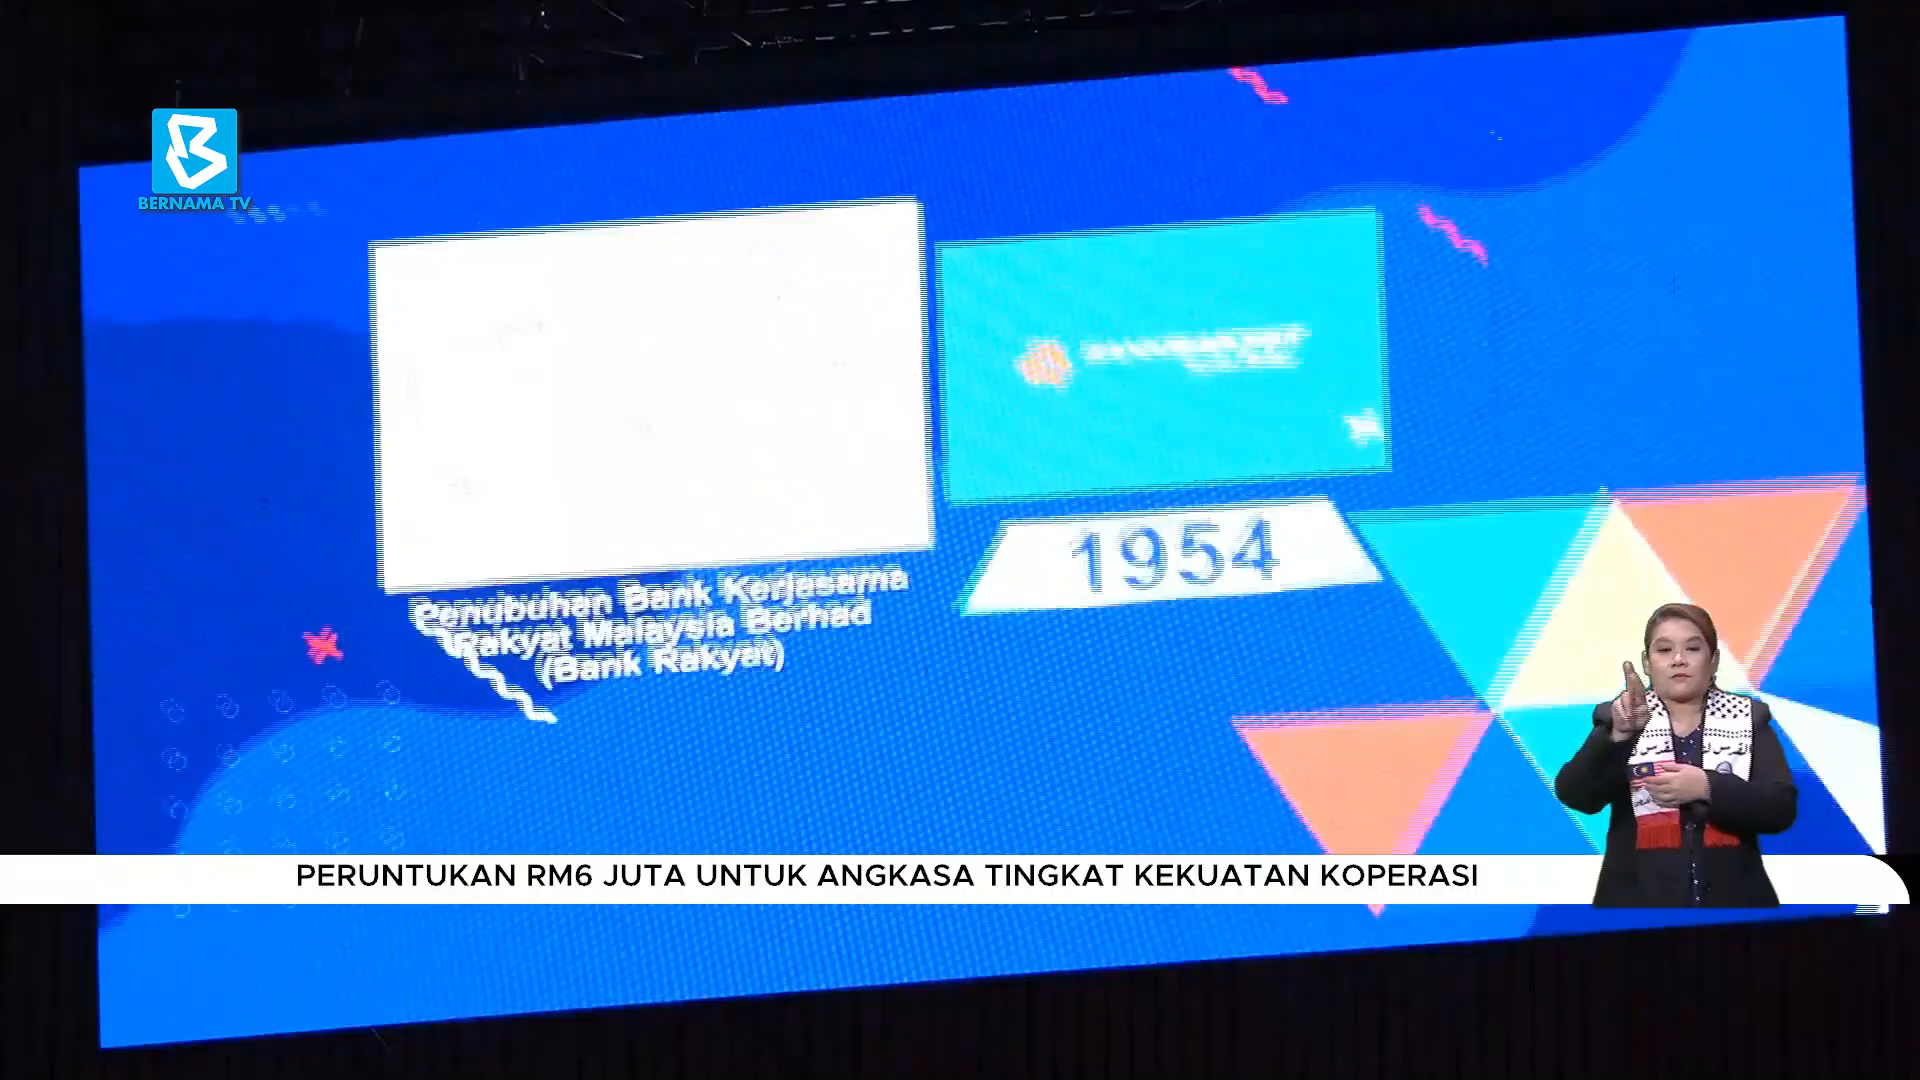 BERNAMA TV
1954
Penubuhan Bank Kerjasama
Rakyat Malaysia Berhad
(Bank Rakyat)
PERUNTUKAN RM6 JUTA UNTUK ANGKASA TINGKAT KEKUATAN KOPERASI